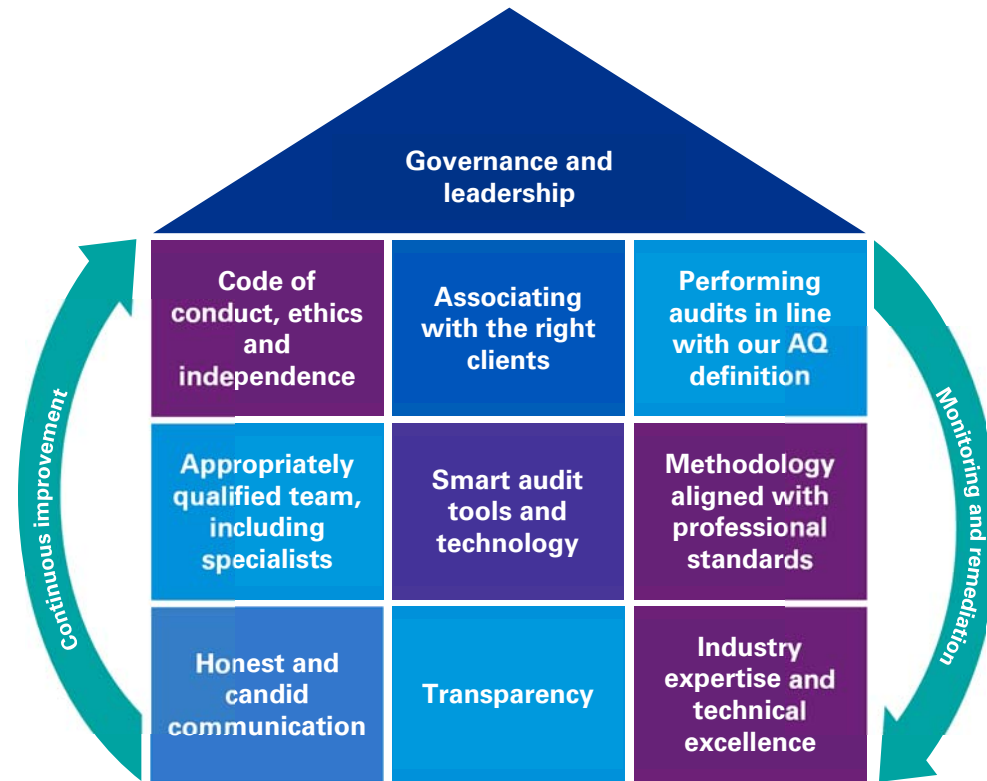 Governance and
leadership
Code of
conduct, ethics
and
independence
Associating
with the right
clients
Performing
audits in line
with our AQ
definition
Appropriately
qualified team,
including
specialists
Smart audit
tools and
technology
Methodology
aligned with
professional
standards
Honest and
candid
communication
Transparency
Industry
expertise and
technical
excellence
Continuous improvement
Monitoring and remediation